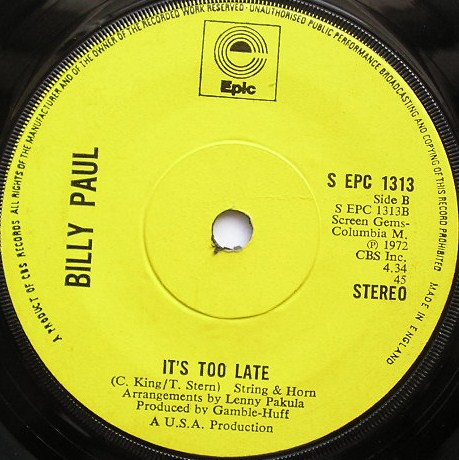 A PRODUCT OF CBS RECORDS ALL RIGHTS OF THE MANUFACTURER AND OF THE OWNER OF THE RECORDED WORK RESERVED - UNAUTHORISED PUBLIC PERFORMANCE BROADCASTING AND COPYING OF THIS RECORD PROHIBITED MADE IN ENGLAND
Epic
BILLY PAUL
S EPC 1313
Side B
S EPC 1313B
Screen Gems-
Columbia M.
Ⓟ 1972
CBS Inc.
4.34
45
STEREO
IT'S TOO LATE
(C. King/T. Stern) String & Horn
Arrangements by Lenny Pakula
Produced by Gamble-Huff
A U.S.A. Production